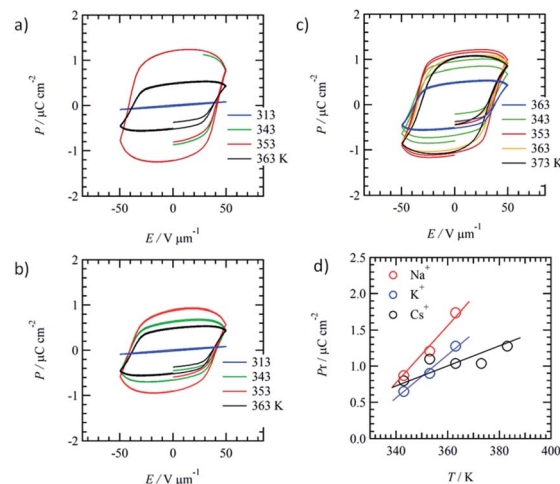 a)
P / μC cm⁻²
2
1
0
-1
-2
-50
0
50
E / V μm⁻¹
313
343
353
363 K
b)
P / μC cm⁻²
2
1
0
-1
-2
-50
0
50
E / V μm⁻¹
313
343
353
363 K
c)
P / μC cm⁻²
2
1
0
-1
-2
-50
0
50
E / V μm⁻¹
363
343
353
363
373 K
d)
Pr / μC cm⁻²
2.5
2.0
1.5
1.0
0.5
0.0
Na⁺
K⁺
Cs⁺
340
360
380
400
T / K